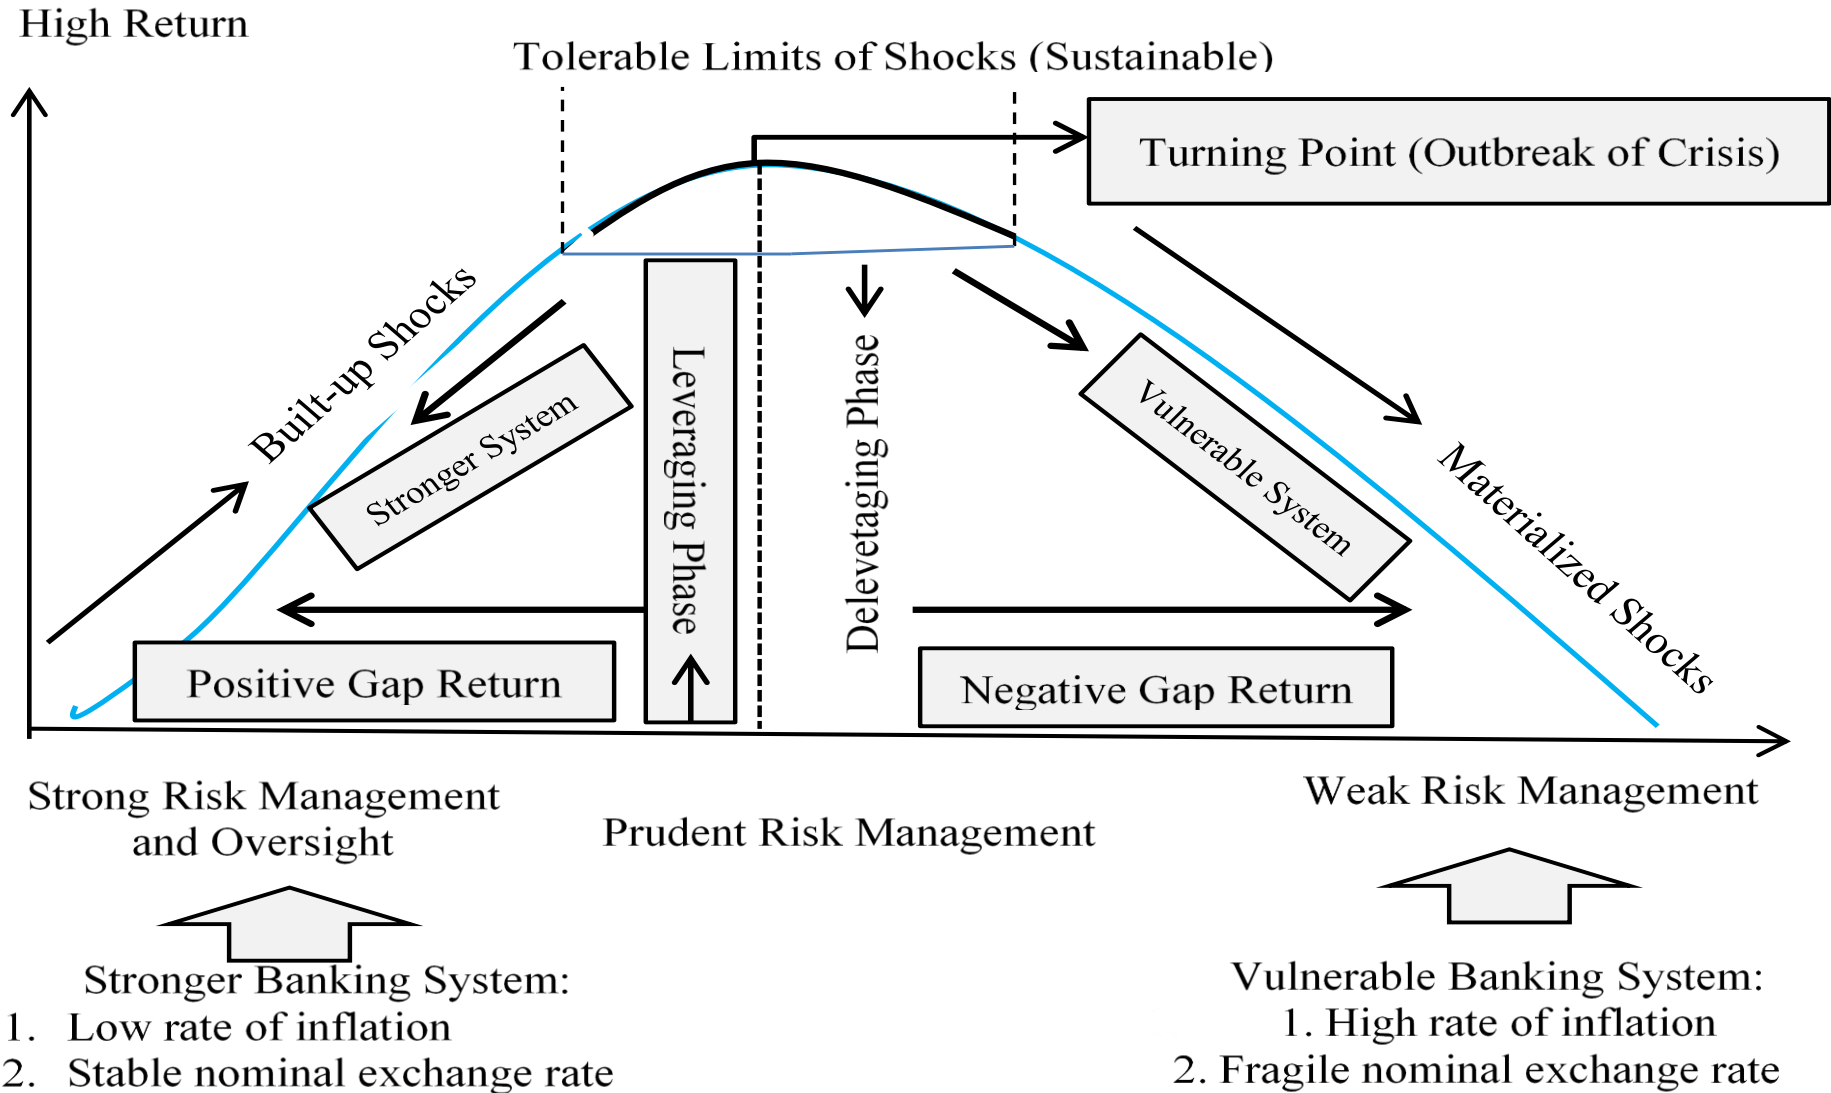 High Return
Tolerable Limits of Shocks (Sustainable)
Turning Point (Outbreak of Crisis)
Built-up Shocks
Stronger System
Leveraging Phase
Delevetaging Phase
Vulnerable System
Materialized Shocks
Positive Gap Return
Negative Gap Return
Strong Risk Management
and Oversight
Prudent Risk Management
Weak Risk Management
Stronger Banking System:
1. Low rate of inflation
2. Stable nominal exchange rate
Vulnerable Banking System:
1. High rate of inflation
2. Fragile nominal exchange rate